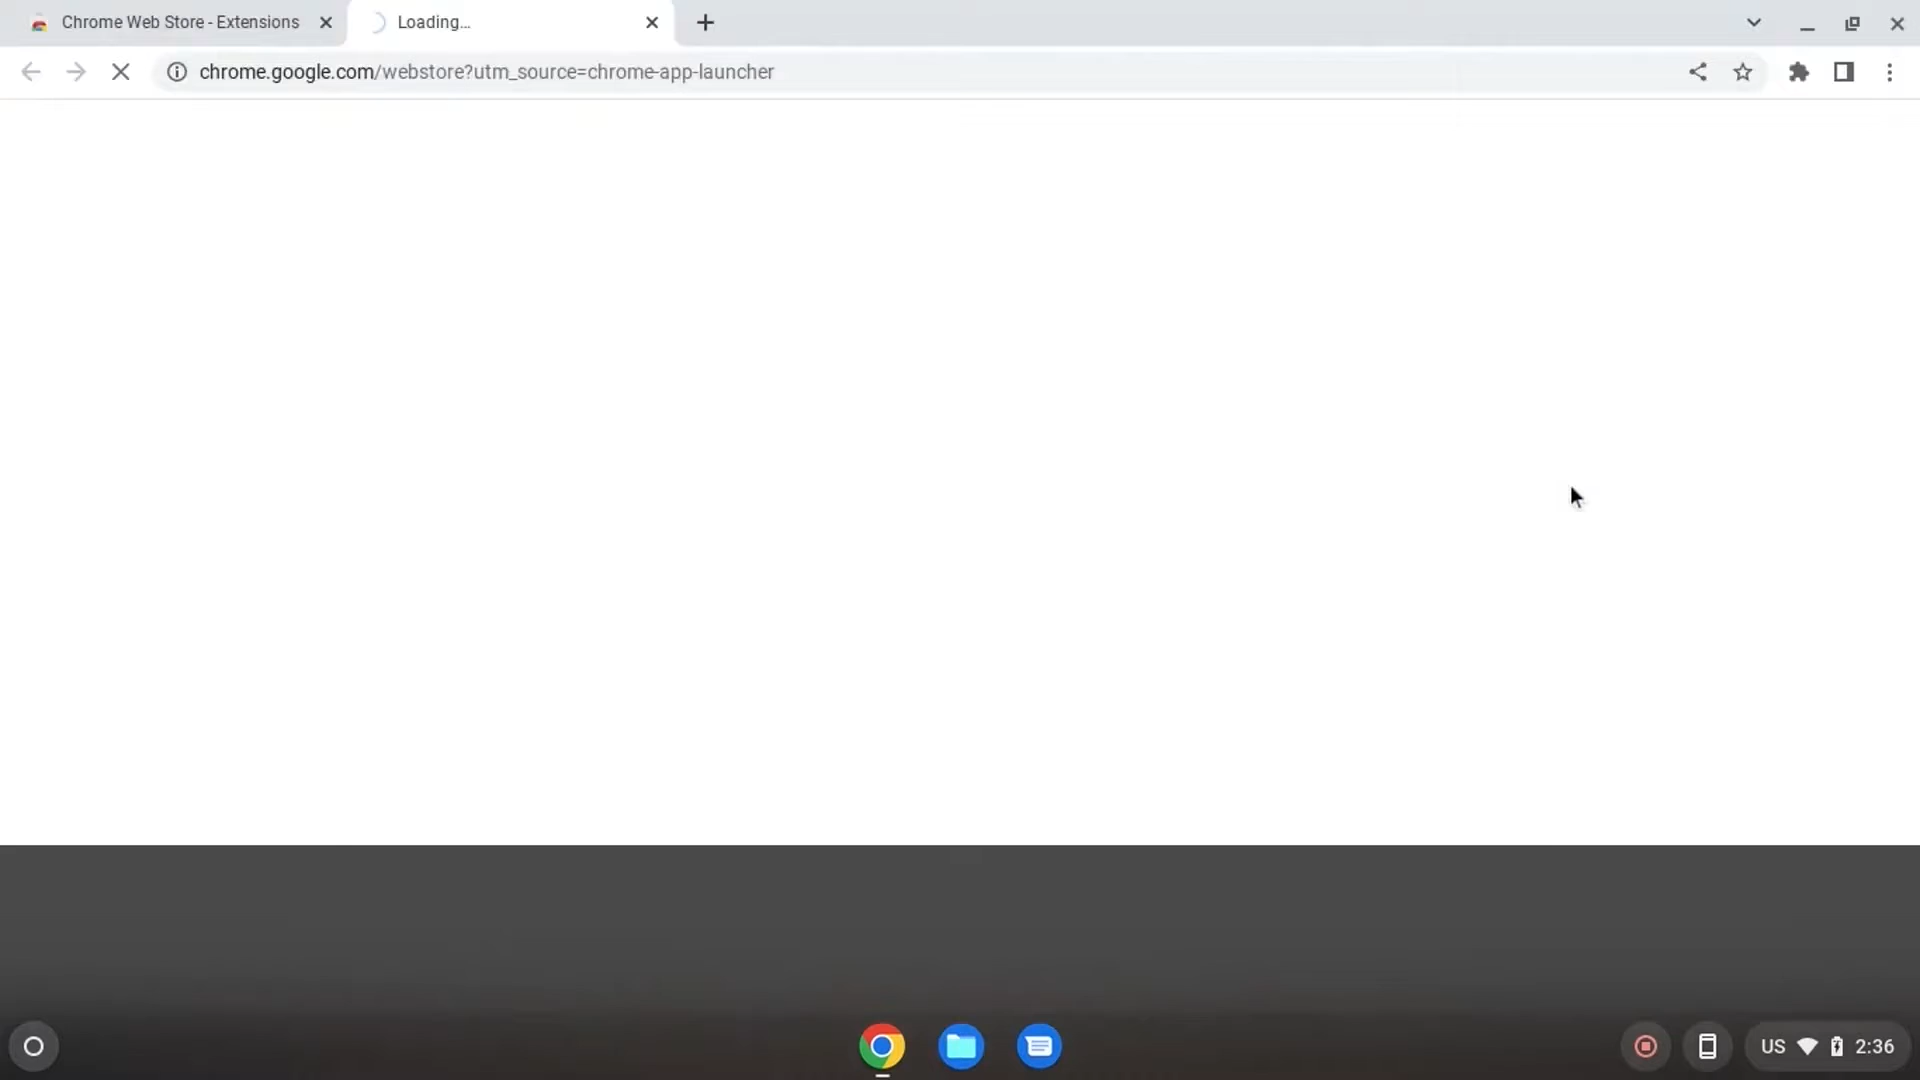 Chrome Web Store - Extensions
Loading...
chrome.google.com/webstore?utm_source=chrome-app-launcher
US 2:36